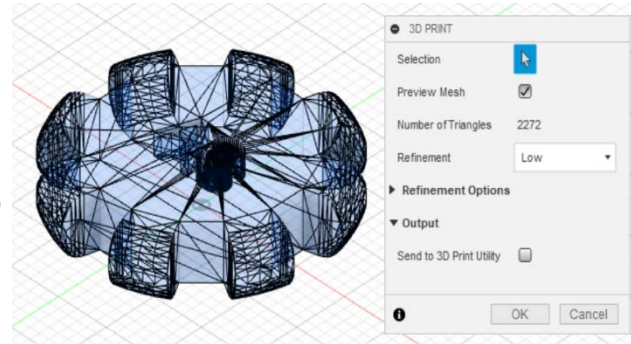 3D PRINT
Selection
Preview Mesh
Number of Triangles 2272
Refinement Low
Refinement Options
Output
Send to 3D Print Utility
OK Cancel